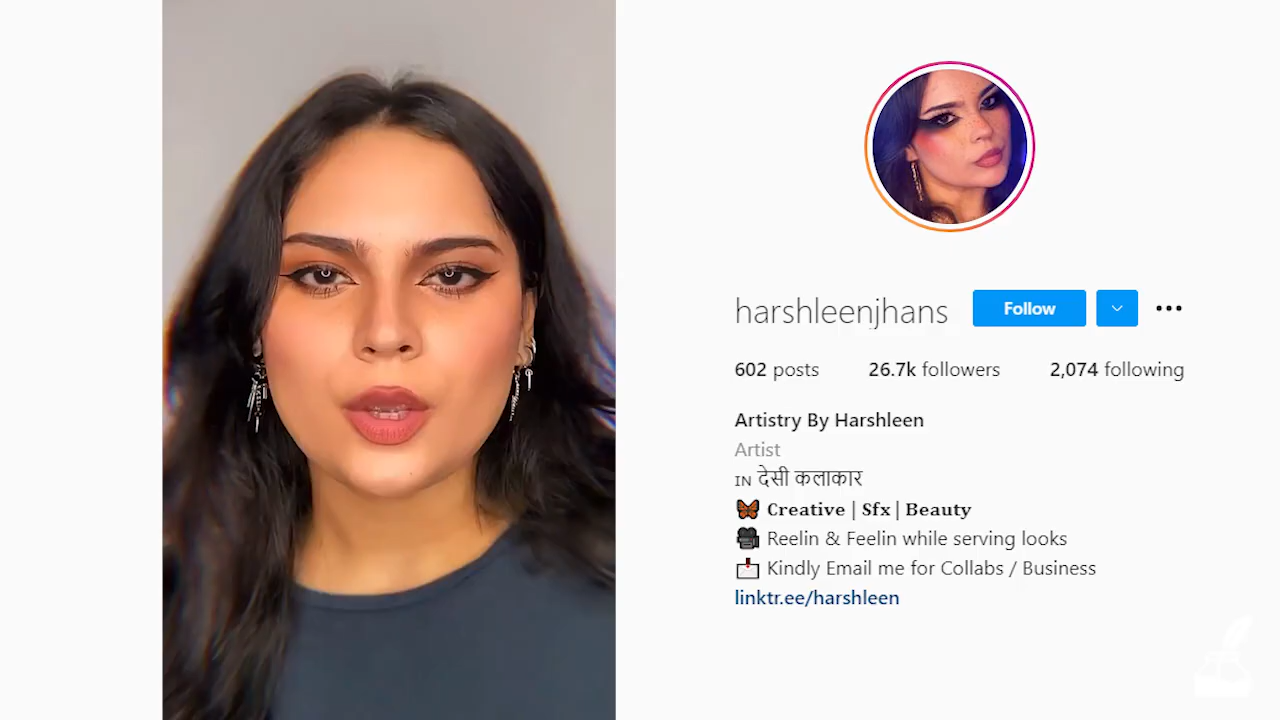 harshleenjhans Follow
602 posts 26.7k followers 2,074 following
Artistry By Harshleen
Artist
IN देसी कलाकार
Creative | Sfx | Beauty
Reelin & Feelin while serving looks
Kindly Email me for Collabs / Business
linktr.ee/harshleen